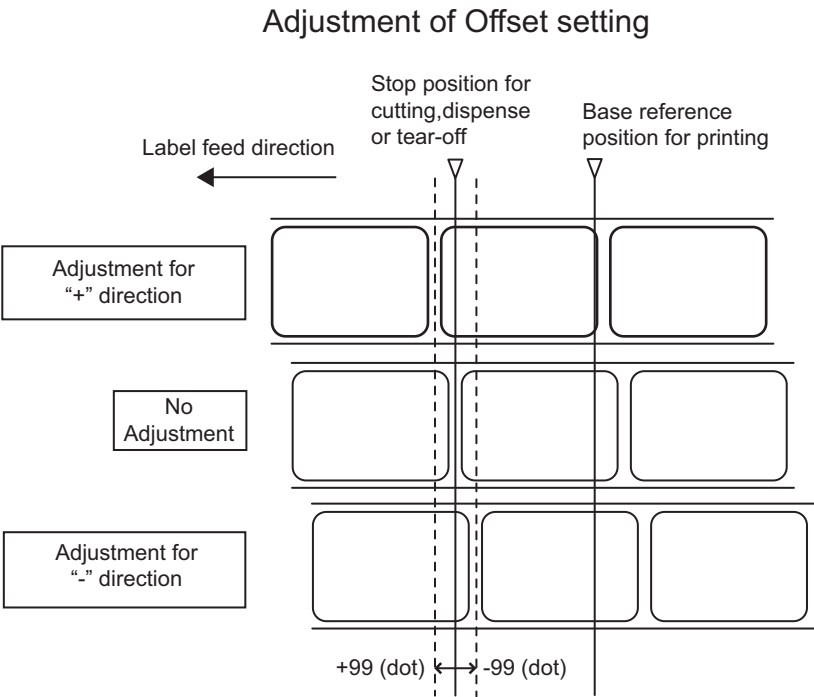 Adjustment of Offset setting
Stop position for
cutting,dispense
or tear-off
Base reference
position for printing
Label feed direction
Adjustment for
“+” direction
No
Adjustment
Adjustment for
“-” direction
+99 (dot)
-99 (dot)